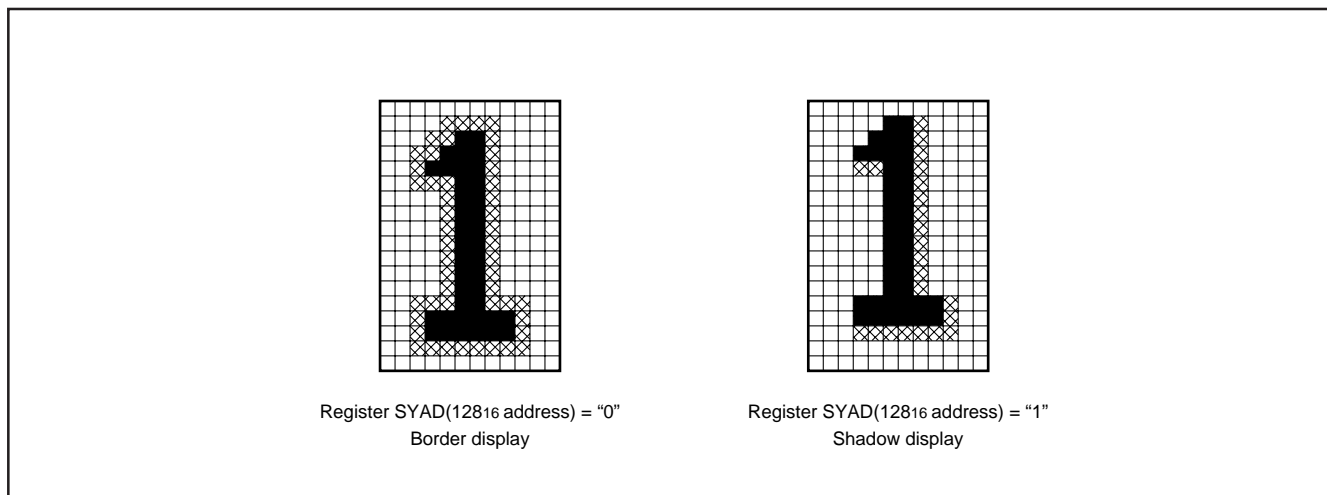 Register SYAD(12816 address) = “0”
Border display
Register SYAD(12816 address) = “1”
Shadow display